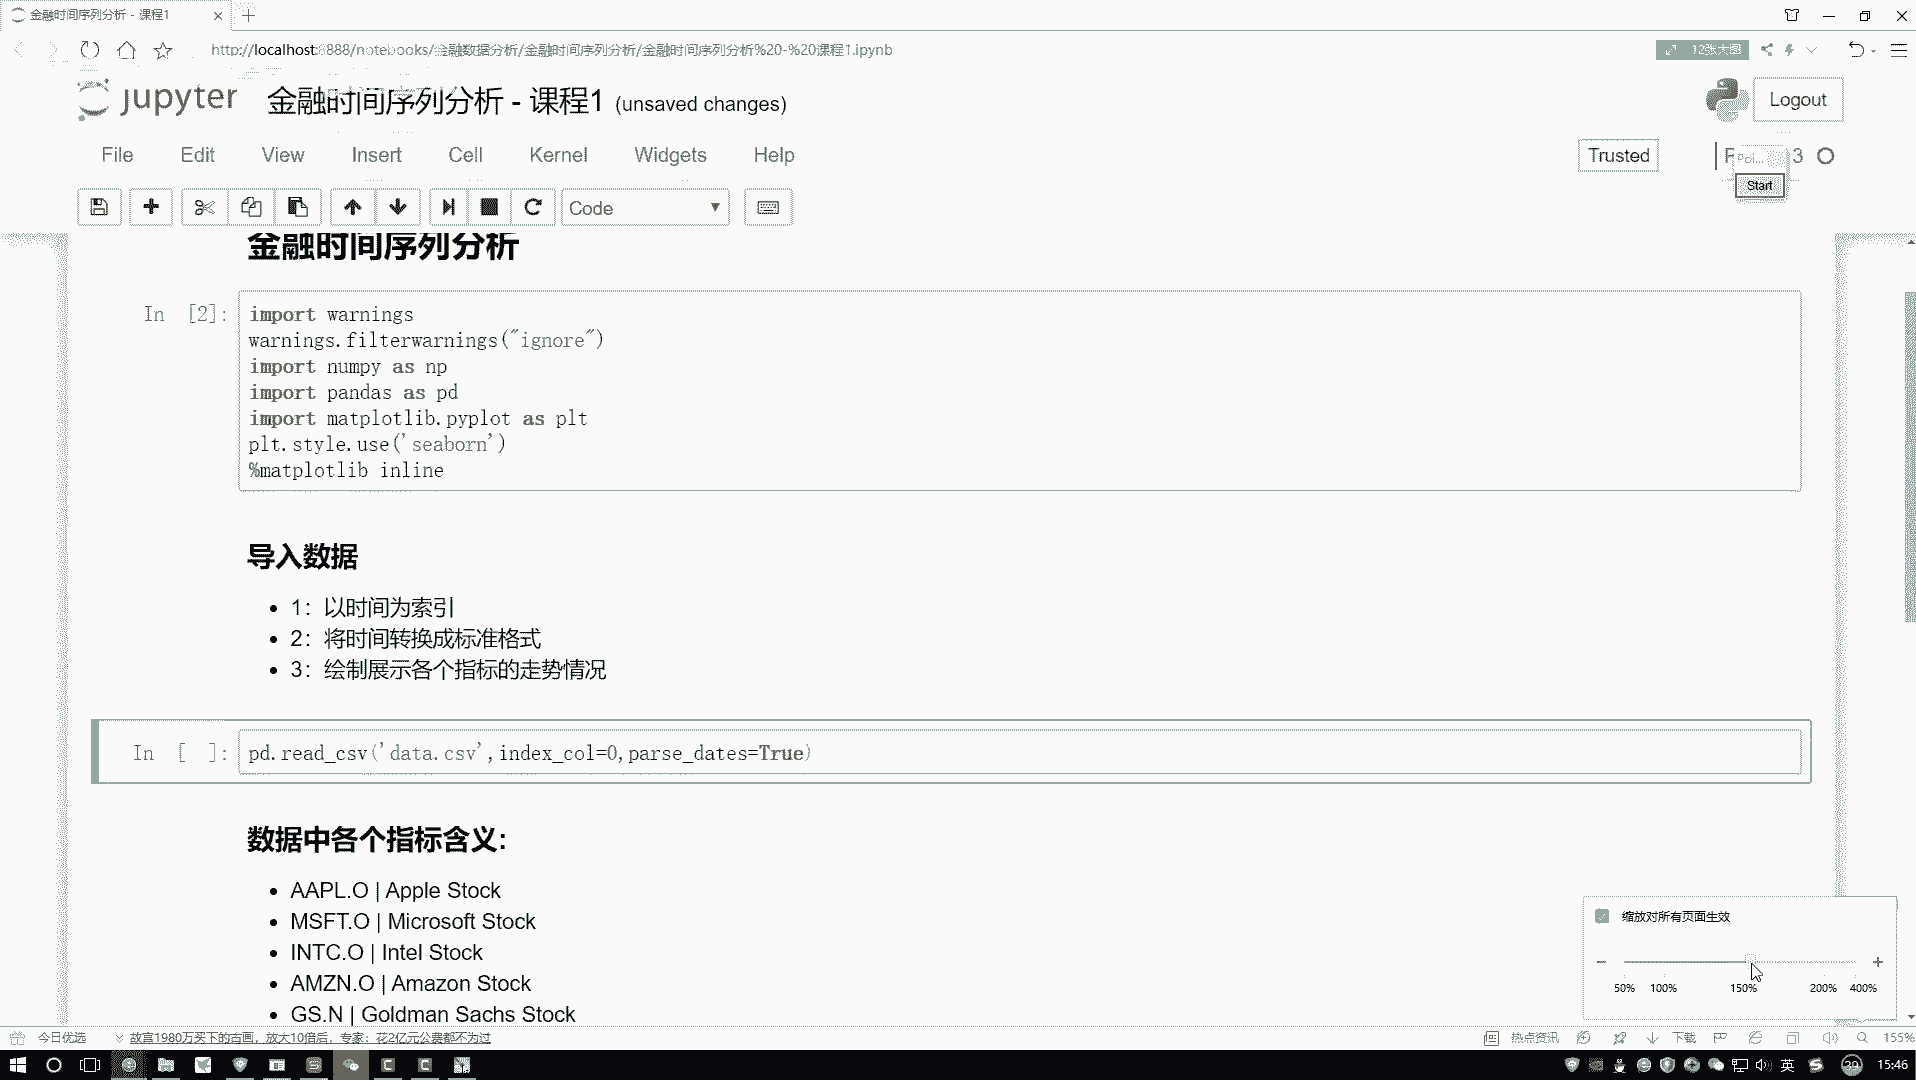 金融时间序列分析 - 课程1
http://localhost:8888/notebooks/金融数据分析/金融时间序列分析/金融时间序列分析%20-%20课程1.ipynb
12张大图
jupyter 金融时间序列分析 - 课程1 (unsaved changes)
Logout
File Edit View Insert Cell Kernel Widgets Help
Trusted
Poi...
3
Start
Code
金融时间序列分析
In [2]:
import warnings
warnings.filterwarnings("ignore")
import numpy as np
import pandas as pd
import matplotlib.pyplot as plt
plt.style.use('seaborn')
%matplotlib inline
导入数据
1：以时间为索引
2：将时间转换成标准格式
3：绘制展示各个指标的走势情况
In [ ]: pd.read_csv('data.csv',index_col=0,parse_dates=True)
数据中各个指标含义:
AAPL.O | Apple Stock
MSFT.O | Microsoft Stock
INTC.O | Intel Stock
AMZN.O | Amazon Stock
GS.N | Goldman Sachs Stock
缩放对所有页面生效
50% 100% 150% 200% 400%
今日优选
故宫1980万买下的古画，放大10倍后，专家：花2亿元公费都不为过
热点资讯
下载
155%
英
39
15:46